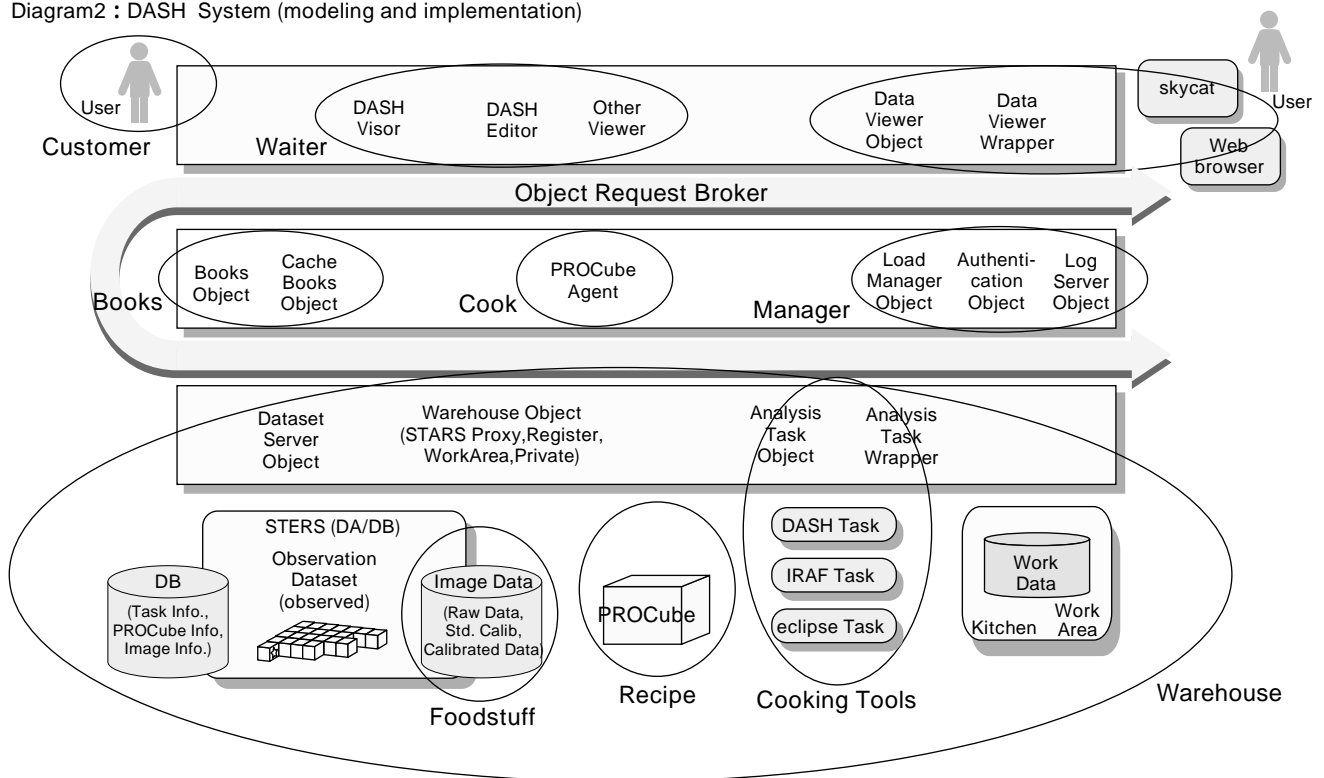 Diagram2 : DASH System (modeling and implementation)
User
Customer
Waiter
DASH
Visor
DASH
Editor
Other
Viewer
Data
Viewer
Object
Data
Viewer
Wrapper
skycat
User
Web
browser
Object Request Broker
Books
Books
Object
Cache
Books
Object
Cook
PROCube
Agent
Manager
Load
Manager
Object
Authenti-
cation
Object
Log
Server
Object
Dataset
Server
Object
Warehouse Object
(STARS Proxy,Register,
WorkArea,Private)
Analysis
Task
Object
Analysis
Task
Wrapper
STERS (DA/DB)
Observation
Dataset
(observed)
DB
(Task Info.,
PROCube Info,
Image Info.)
Image Data
(Raw Data,
Std. Calib,
Calibrated Data)
Foodstuff
PROCube
Recipe
DASH Task
IRAF Task
eclipse Task
Cooking Tools
Work
Data
Kitchen
Work
Area
Warehouse